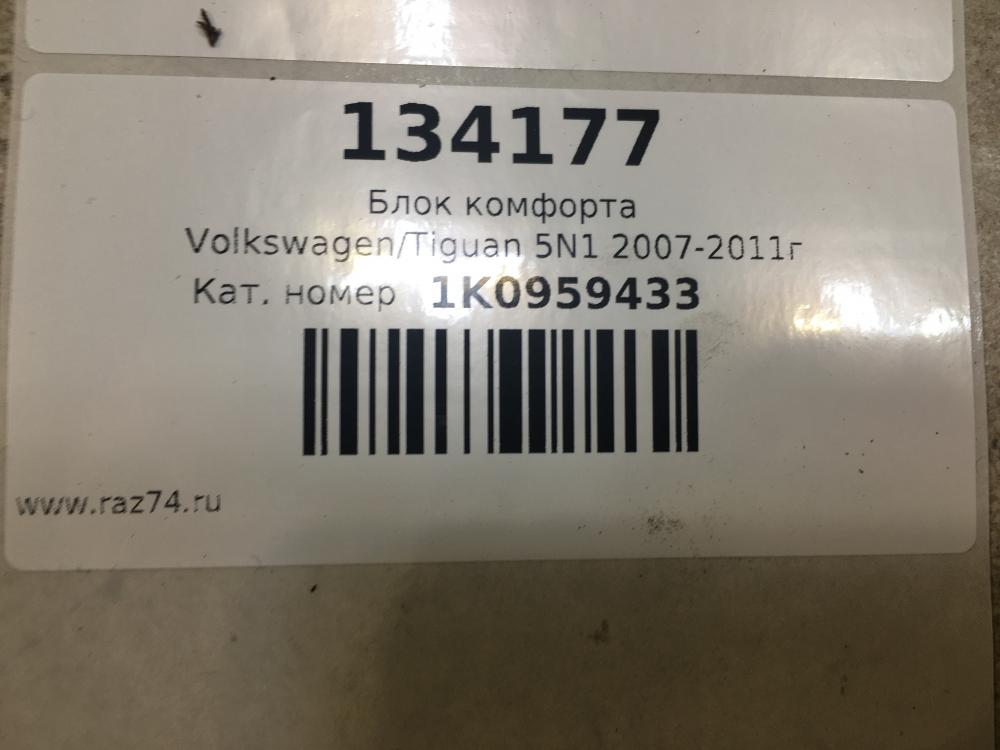 134177
Блок комфорта
Volkswagen/Tiguan 5N1 2007-2011г
Кат. номер 1K0959433
www.raz74.ru